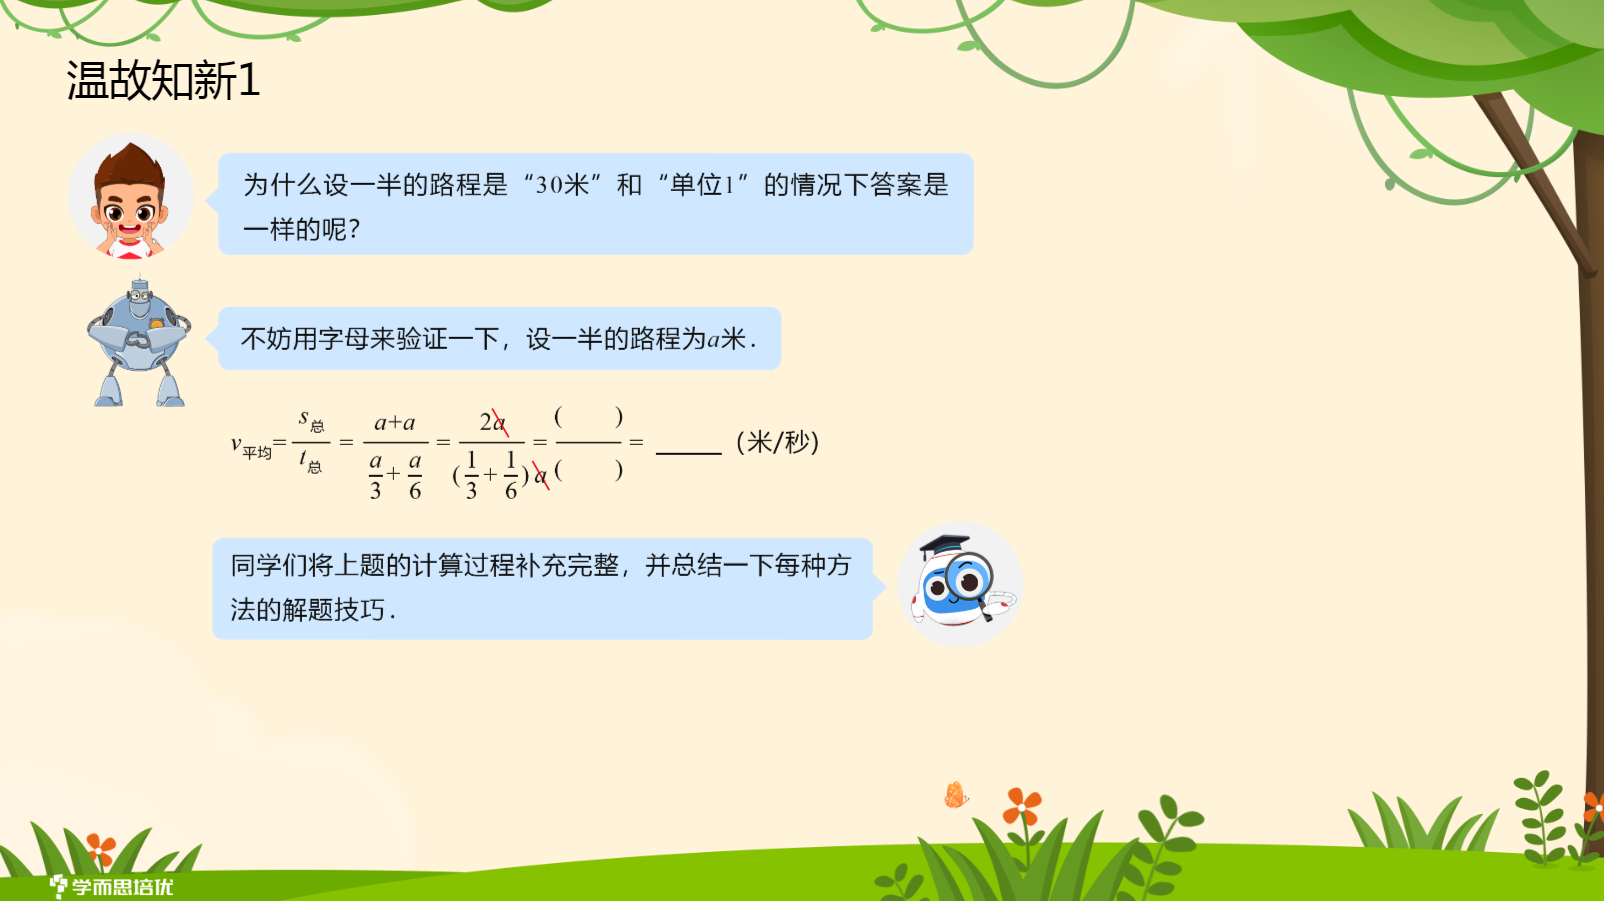 温故知新1
为什么设一半的路程是“30米”和“单位1”的情况下答案是
一样的呢？
不妨用字母来验证一下，设一半的路程为a米．
v平均=s总/t总=(a+a)/(a/3+a/6)=2a/((1/3+1/6)a)=(  )/(  )=_____（米/秒）
同学们将上题的计算过程补充完整，并总结一下每种方
法的解题技巧．
学而思培优